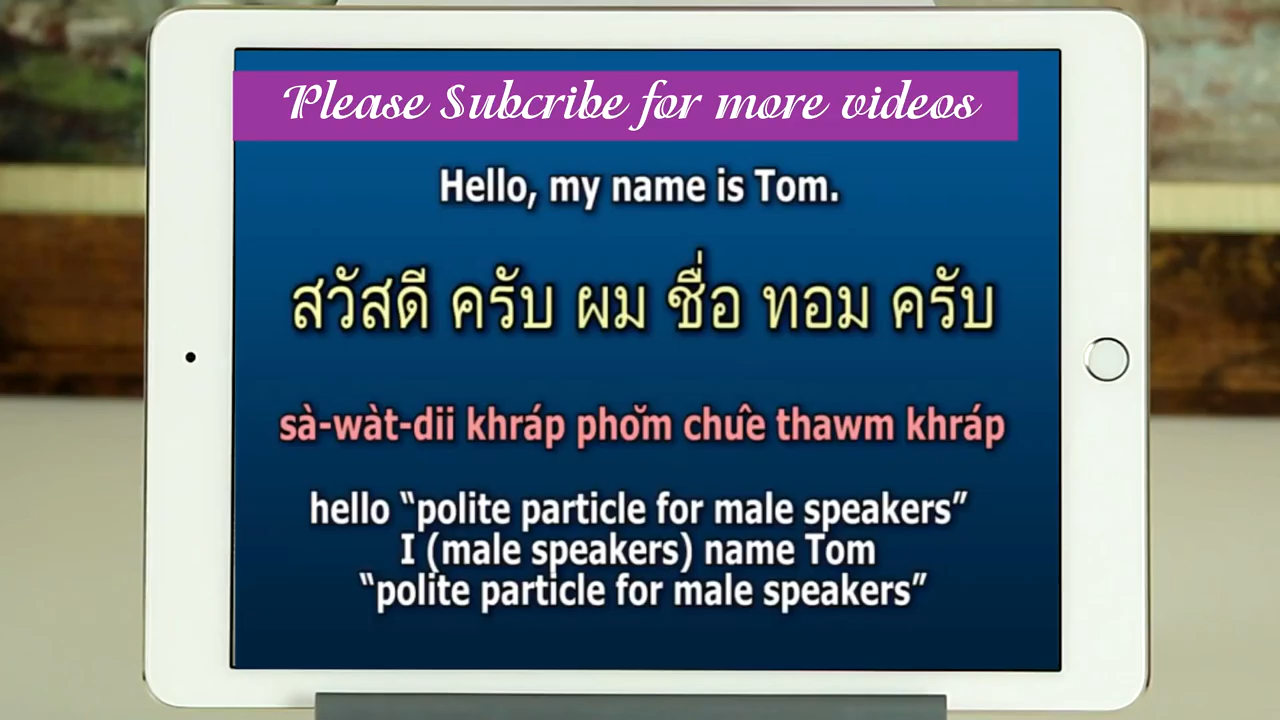 Please Subcribe for more videos
Hello, my name is Tom.
สวัสดี ครับ ผม ชื่อ ทอม ครับ
sà-wàt-dii khráp phǒm chûe thawm khráp
hello “polite particle for male speakers”
I (male speakers) name Tom
“polite particle for male speakers”